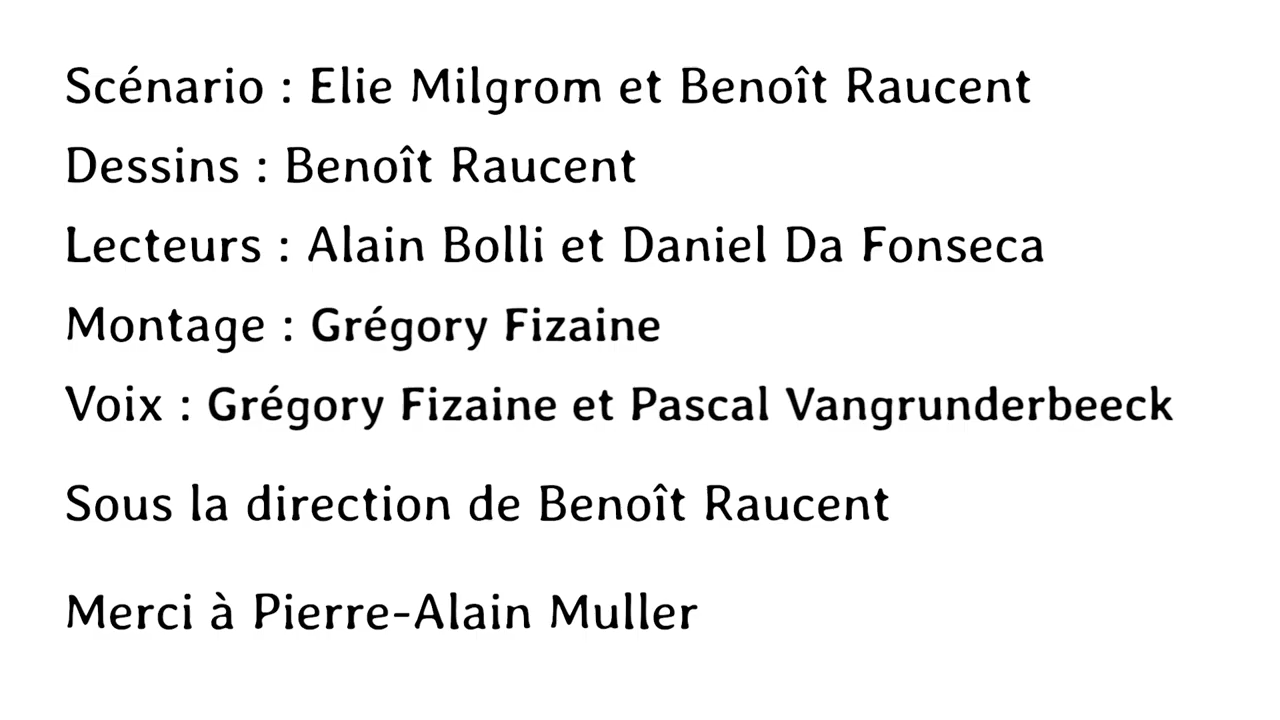 Scénario : Elie Milgrom et Benoît Raucent
Dessins : Benoît Raucent
Lecteurs : Alain Bolli et Daniel Da Fonseca
Montage : Grégory Fizaine
Voix : Grégory Fizaine et Pascal Vangrunderbeeck
Sous la direction de Benoît Raucent
Merci à Pierre-Alain Muller